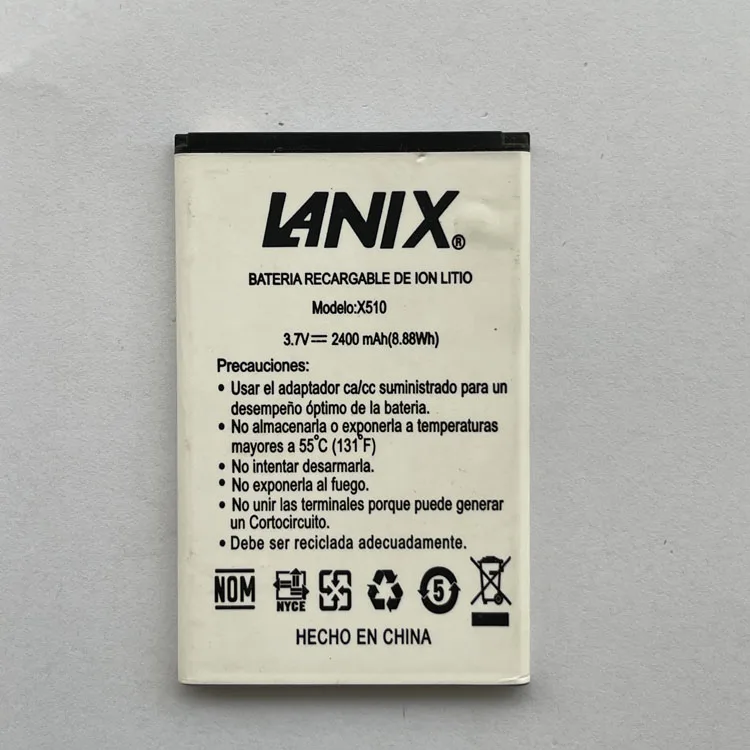 LANIX®
BATERIA RECARGABLE DE ION LITIO
Modelo:X510
3.7V⎓ 2400 mAh(8.88Wh)
Precauciones:
• Usar el adaptador ca/cc suministrado para un
desempeño óptimo de la bateria.
• No almacenarla o exponerla a temperaturas
mayores a 55°C (131°F)
• No intentar desarmarla.
• No exponerla al fuego.
• No unir las terminales porque puede generar
un Cortocircuito.
• Debe ser reciclada adecuadamente.
NOM NYCE 5
HECHO EN CHINA